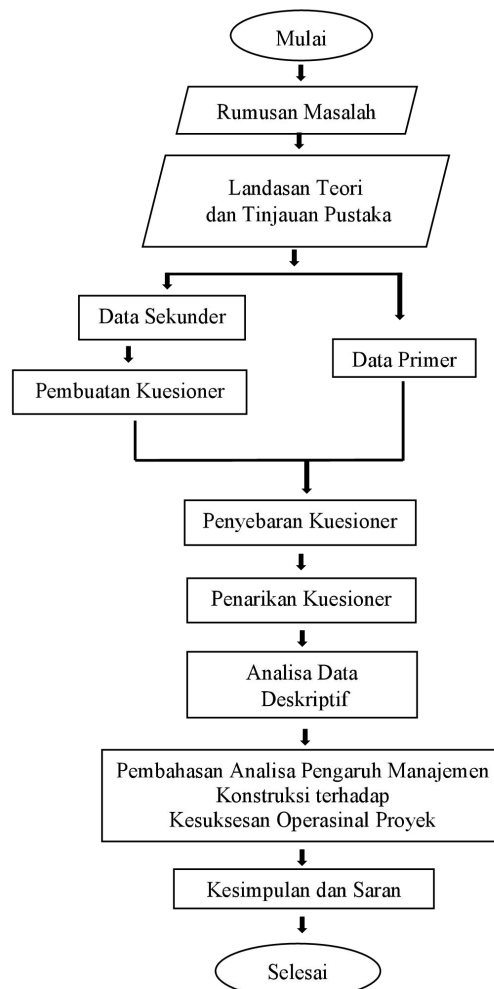 Mulai
Rumusan Masalah
Landasan Teori
dan Tinjauan Pustaka
Data Sekunder
Data Primer
Pembuatan Kuesioner
Penyebaran Kuesioner
Penarikan Kuesioner
Analisa Data
Deskriptif
Pembahasan Analisa Pengaruh Manajemen
Konstruksi terhadap
Kesuksesan Operasinal Proyek
Kesimpulan dan Saran
Selesai